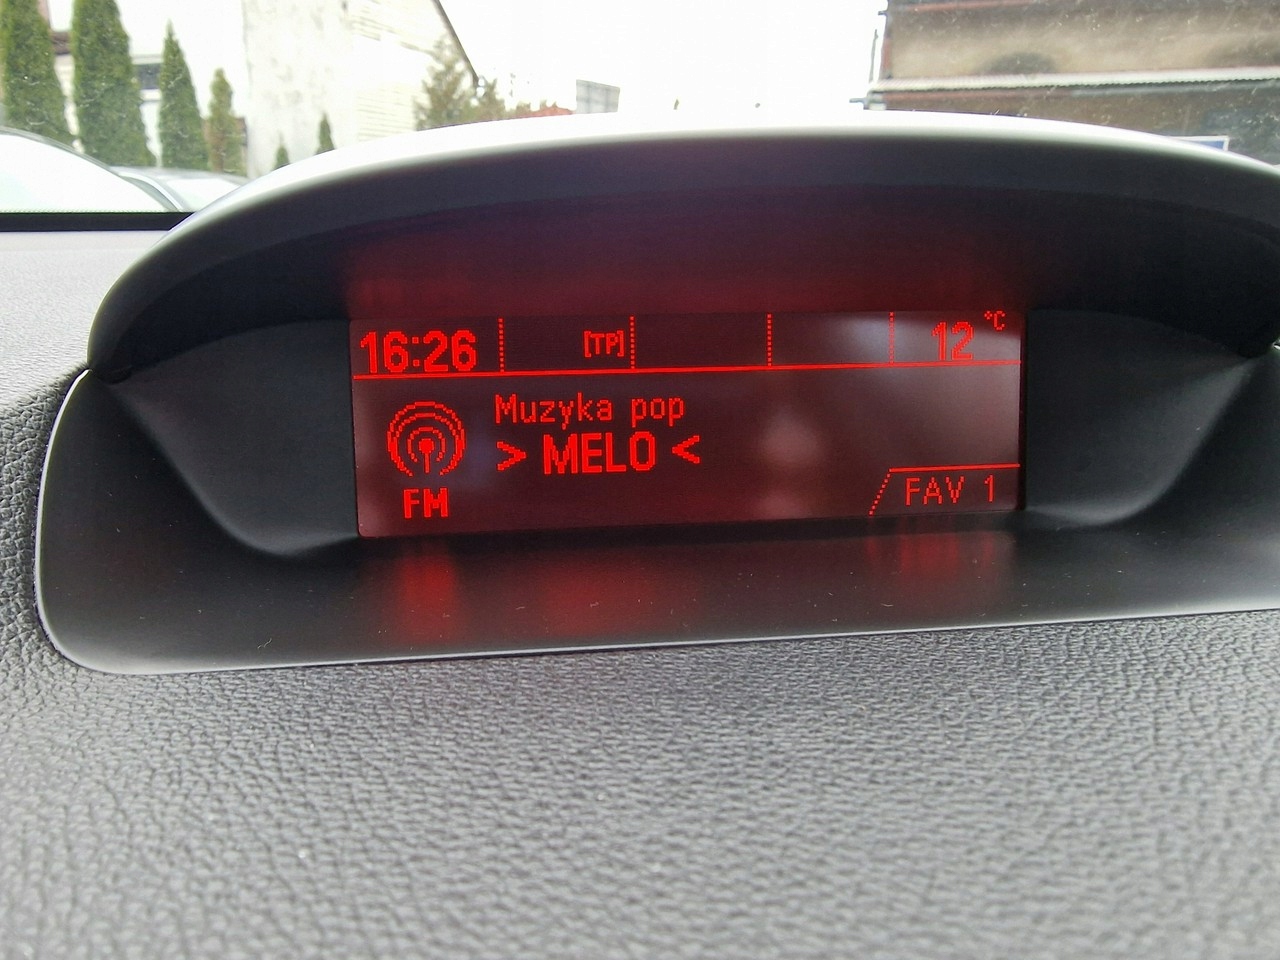 16:26 [TP] 12 °C
Muzyka pop
> MELO <
FM
FAV 1